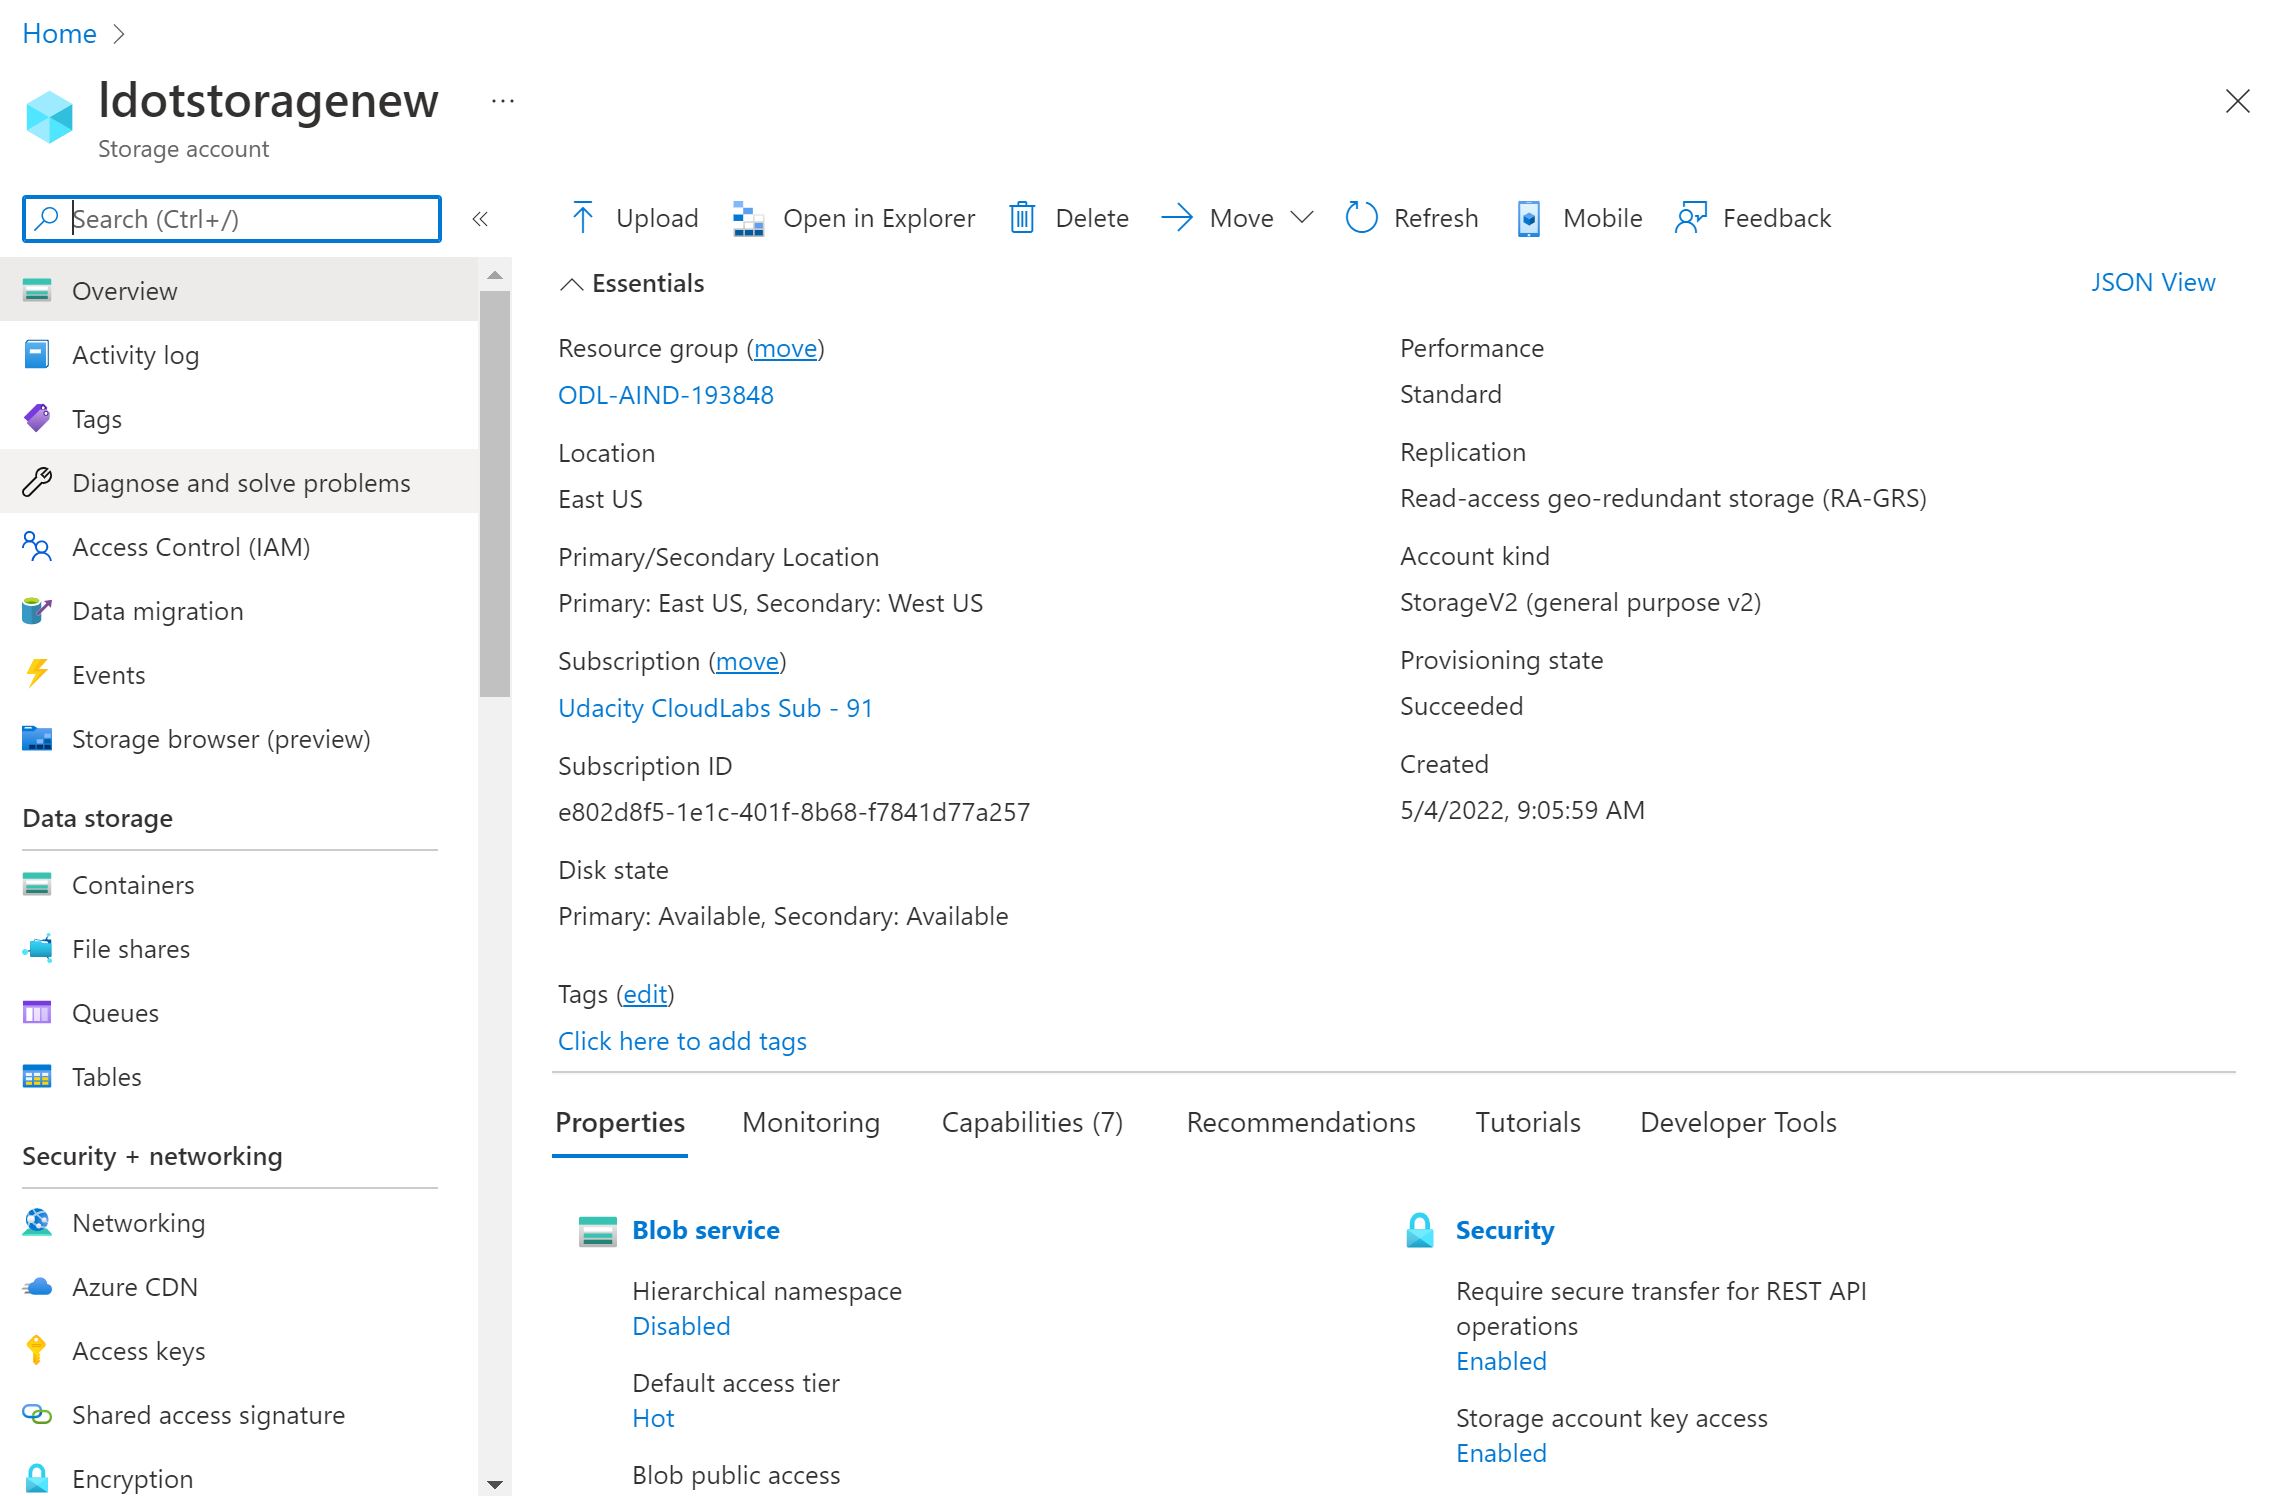 Home
ldotstoragenew
...
Storage account
Search (Ctrl+/)
«
Overview
Activity log
Tags
Diagnose and solve problems
Access Control (IAM)
Data migration
Events
Storage browser (preview)
Data storage
Containers
File shares
Queues
Tables
Security + networking
Networking
Azure CDN
Access keys
Shared access signature
Encryption
Upload
Open in Explorer
Delete
Move
Refresh
Mobile
Feedback
Essentials
JSON View
Resource group (move)
ODL-AIND-193848
Location
East US
Primary/Secondary Location
Primary: East US, Secondary: West US
Subscription (move)
Udacity CloudLabs Sub - 91
Subscription ID
e802d8f5-1e1c-401f-8b68-f7841d77a257
Disk state
Primary: Available, Secondary: Available
Performance
Standard
Replication
Read-access geo-redundant storage (RA-GRS)
Account kind
StorageV2 (general purpose v2)
Provisioning state
Succeeded
Created
5/4/2022, 9:05:59 AM
Tags (edit)
Click here to add tags
Properties
Monitoring
Capabilities (7)
Recommendations
Tutorials
Developer Tools
Blob service
Hierarchical namespace
Disabled
Default access tier
Hot
Blob public access
Security
Require secure transfer for REST API
operations
Enabled
Storage account key access
Enabled